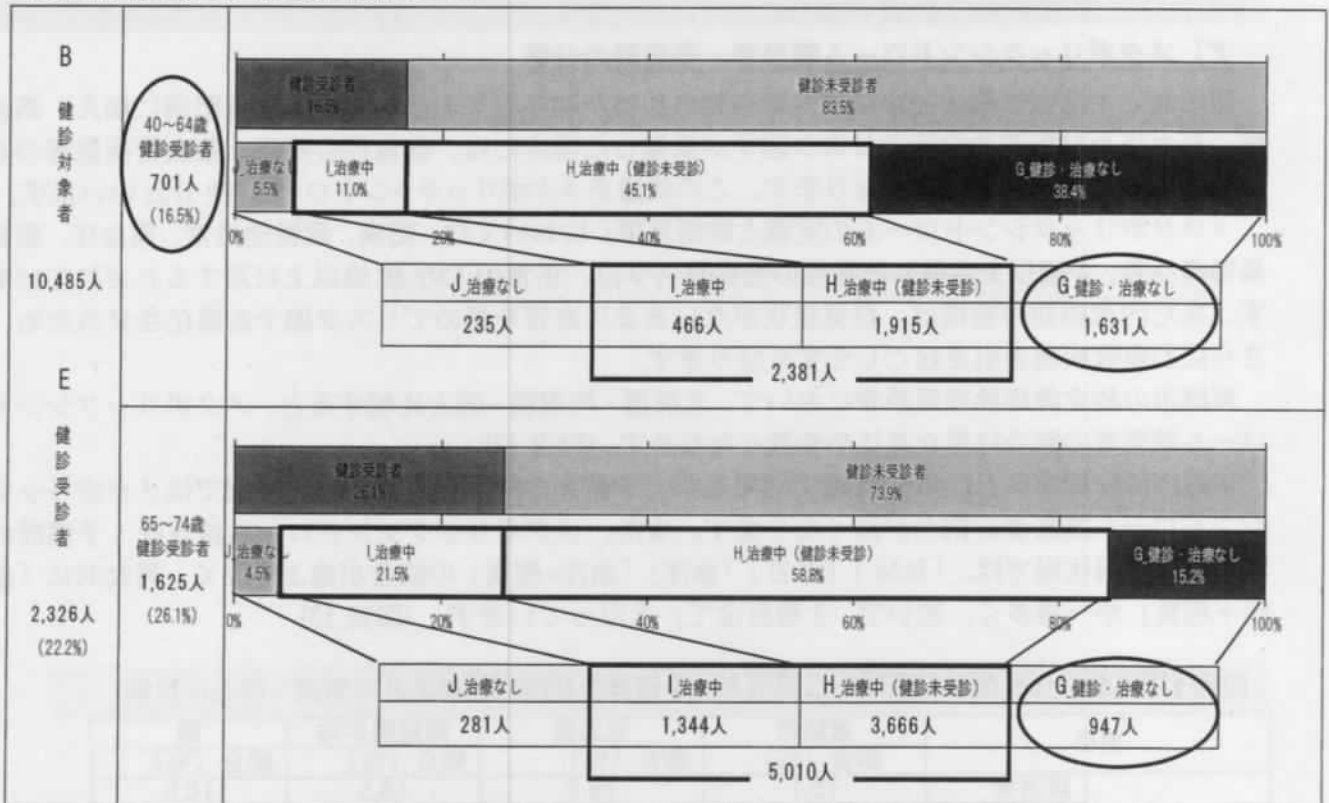 B
健診対象者
10,485人
E
健診受診者
2,326人
(22.2%)
40～64歳
健診受診者
701人
(16.5%)
健診受診者
16.5%
健診未受診者
83.5%
J_治療なし
5.5%
I_治療中
11.0%
H_治療中（健診未受診）
45.1%
G_健診・治療なし
38.4%
0% 20% 40% 60% 80% 100%
J_治療なし I_治療中 H_治療中（健診未受診） G_健診・治療なし
235人 466人 1,915人 1,631人
2,381人
65～74歳
健診受診者
1,625人
(26.1%)
健診受診者
26.1%
健診未受診者
73.9%
J_治療なし
4.5%
I_治療中
21.5%
H_治療中（健診未受診）
58.8%
G_健診・治療なし
15.2%
0% 20% 40% 60% 80% 100%
J_治療なし I_治療中 H_治療中（健診未受診） G_健診・治療なし
281人 1,344人 3,666人 947人
5,010人